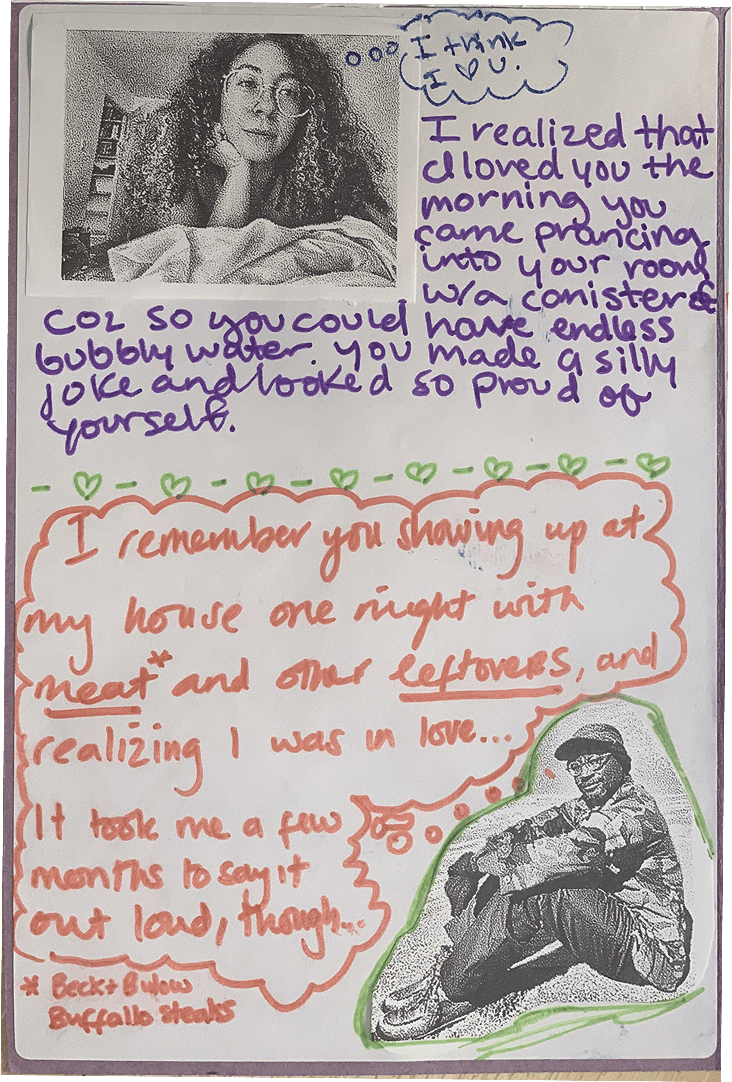 I think
I ♡ U.
I realized that
I loved you the
morning you
came prancing
into your room
w/a conister of
CO2 so you could have endless
bubbly water. you made a silly
joke and looked so proud of
yourself.
I remember you showing up at
my house one night with
meat* and other leftovers, and
realizing I was in love...
It took me a few
months to say it
out loud, though...
* Beck + Bulow
Buffallo steaks